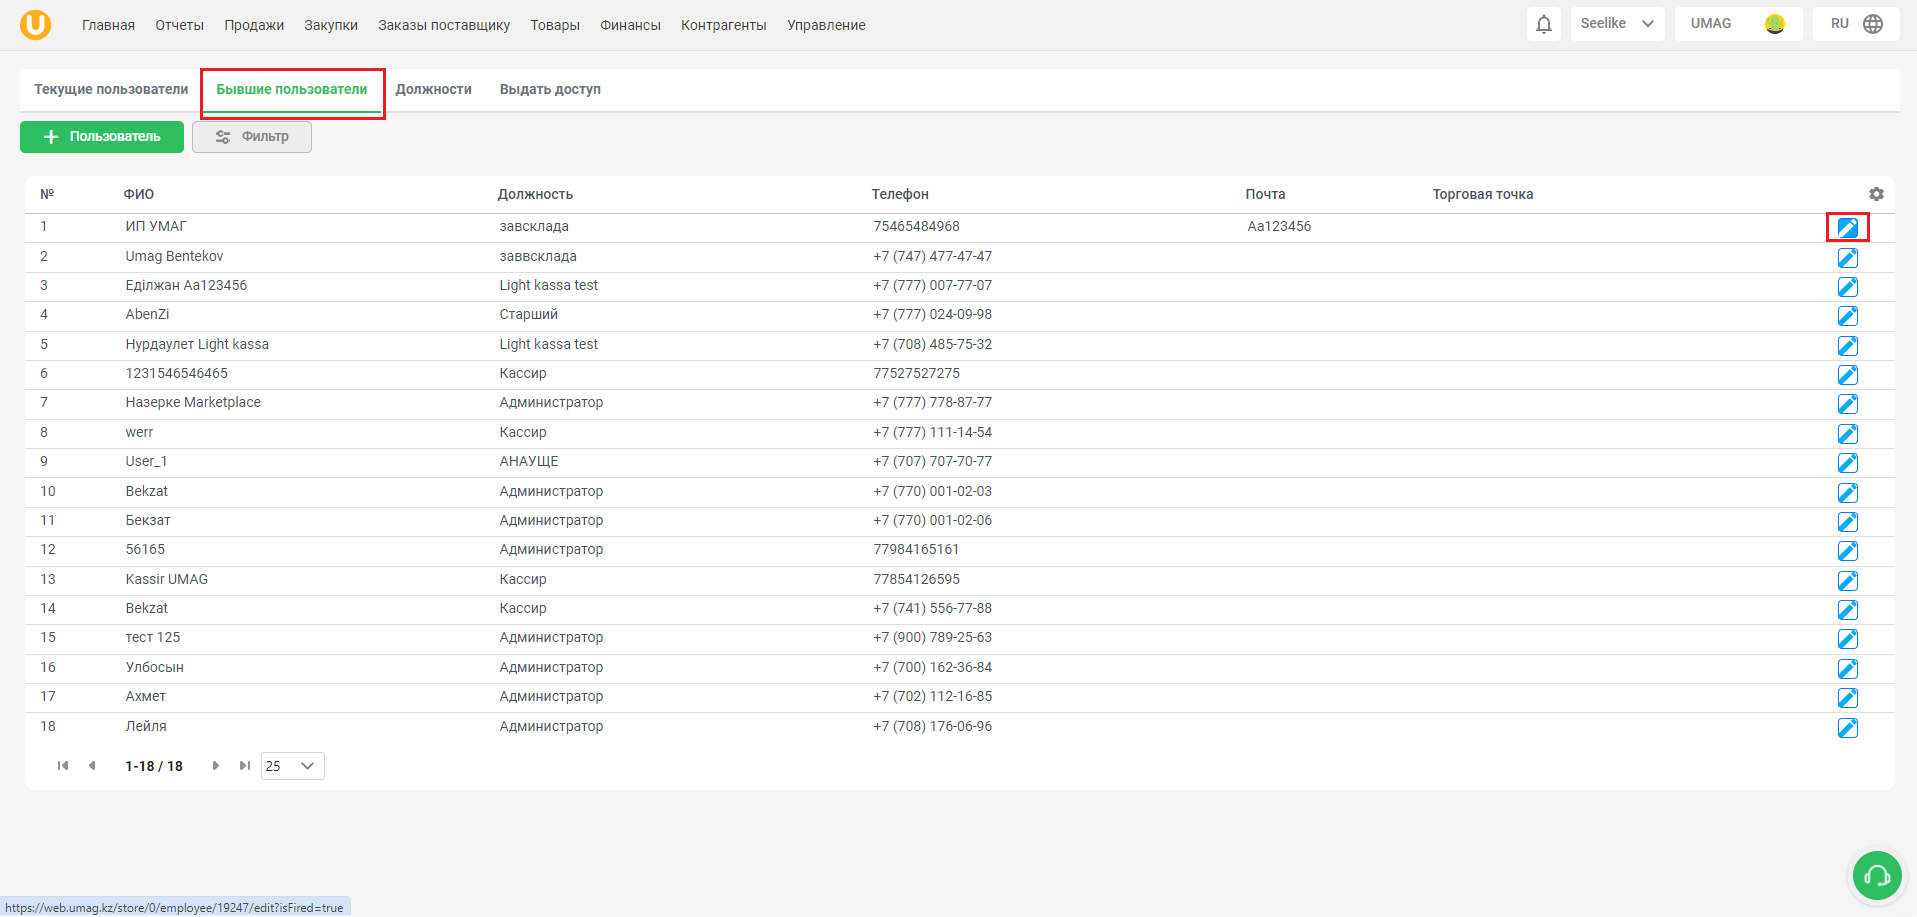 U Главная Отчеты Продажи Закупки Заказы поставщику Товары Финансы Контрагенты Управление Seelike UMAG RU
Текущие пользователи Бывшие пользователи Должности Выдать доступ
Пользователь Фильтр
№ ФИО Должность Телефон Почта Торговая точка
1 ИП УМАГ завсклада 75465484968 Aa123456
2 Umag Bentekov заввсклада +7 (747) 477-47-47
3 Еділжан Aa123456 Light kassa test +7 (777) 007-77-07
4 AbenZi Старший +7 (777) 024-09-98
5 Нурдаулет Light kassa Light kassa test +7 (708) 485-75-32
6 1231546546465 Кассир 77527527275
7 Назерке Marketplace Администратор +7 (777) 778-87-77
8 werr Кассир +7 (777) 111-14-54
9 User_1 АНАУЩЕ +7 (707) 707-70-77
10 Bekzat Администратор +7 (770) 001-02-03
11 Бекзат Администратор +7 (770) 001-02-06
12 56165 Администратор 77984165161
13 Kassir UMAG Кассир 77854126595
14 Bekzat Кассир +7 (741) 556-77-88
15 тест 125 Администратор +7 (900) 789-25-63
16 Улбосын Администратор +7 (700) 162-36-84
17 Ахмет Администратор +7 (702) 112-16-85
18 Лейля Администратор +7 (708) 176-06-96
1-18 / 18 25
https://web.umag.kz/store/0/employee/19247/edit?isFired=true